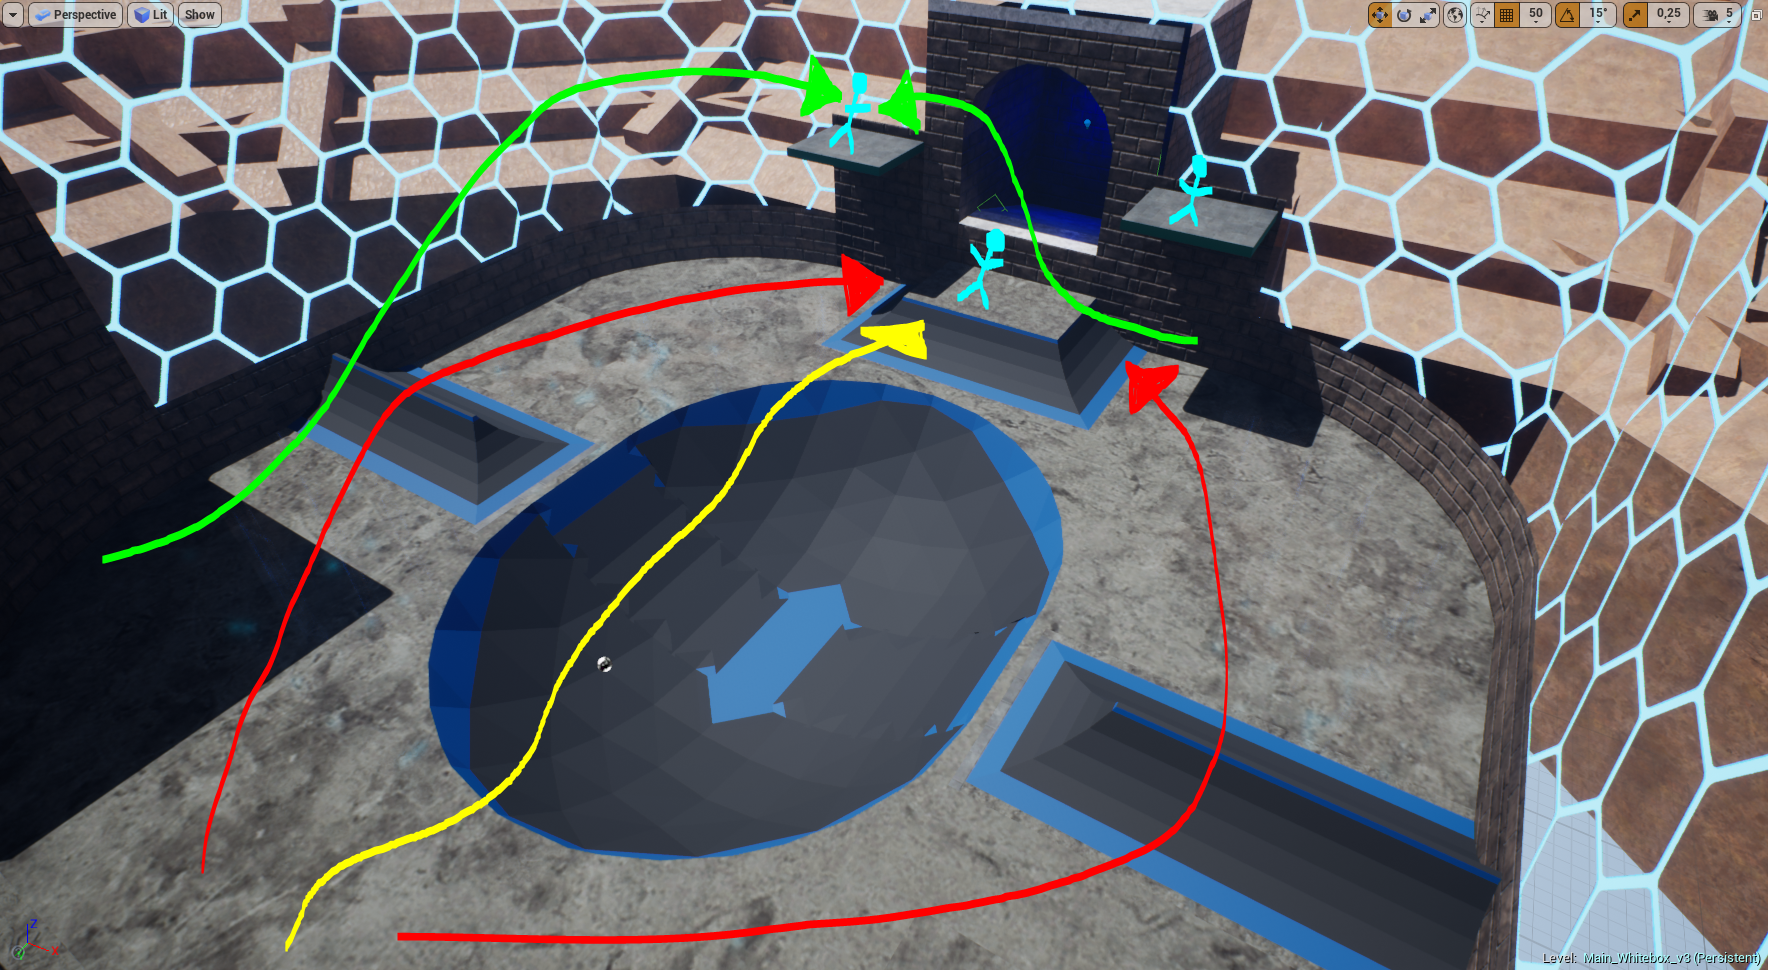 Perspective Lit Show
50 15° 0,25 5
Z
X
Level: Main_Whitebox_v3 (Persistent)